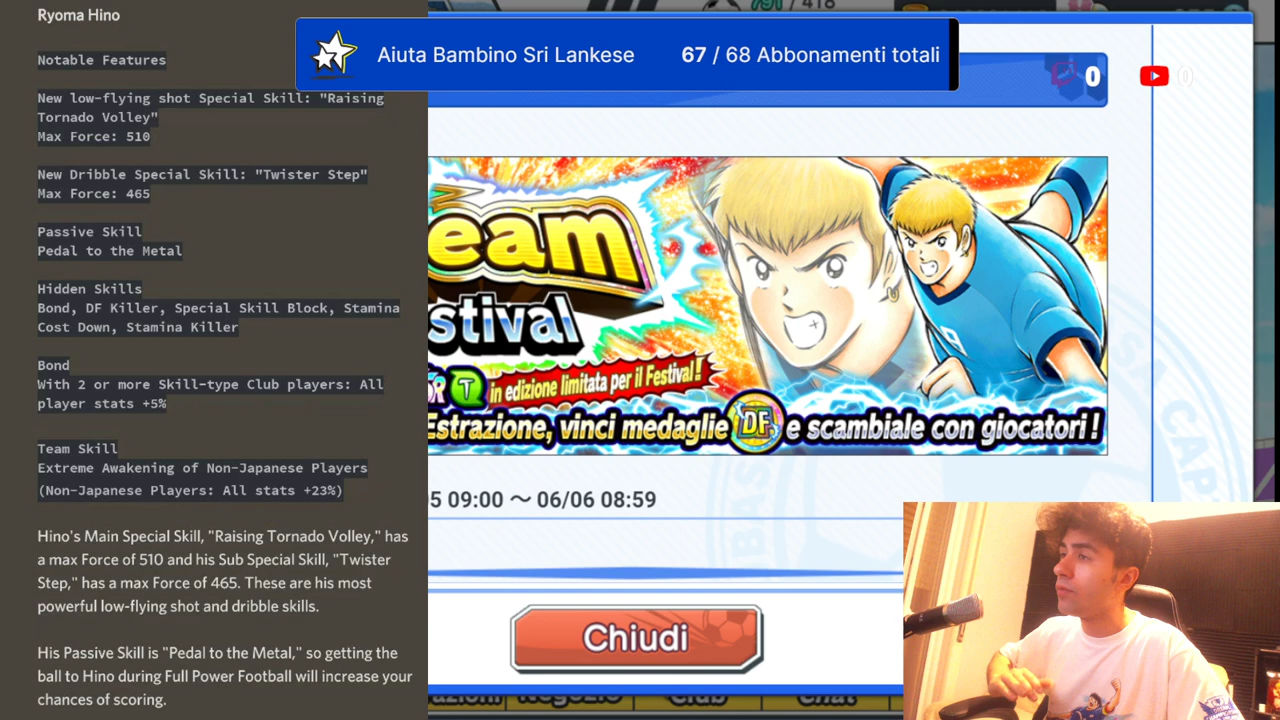 Ryoma Hino
Notable Features
New low-flying shot Special Skill: "Raising
Tornado Volley"
Max Force: 510
New Dribble Special Skill: "Twister Step"
Max Force: 465
Passive Skill
Pedal to the Metal
Hidden Skills
Bond, DF Killer, Special Skill Block, Stamina
Cost Down, Stamina Killer
Bond
With 2 or more Skill-type Club players: All
player stats +5%
Team Skill
Extreme Awakening of Non-Japanese Players
(Non-Japanese Players: All stats +23%)
Hino's Main Special Skill, "Raising Tornado Volley," has
a max Force of 510 and his Sub Special Skill, "Twister
Step," has a max Force of 465. These are his most
powerful low-flying shot and dribble skills.
His Passive Skill is "Pedal to the Metal," so getting the
ball to Hino during Full Power Football will increase your
chances of scoring.
Aiuta Bambino Sri Lankese 67 / 68 Abbonamenti totali
0
0
eam
stival
T in edizione limitata per il Festival!
Estrazione, vinci medaglie DF e scambiale con giocatori!
5 09:00 ～ 06/06 08:59
Chiudi
Negozio Club Chat